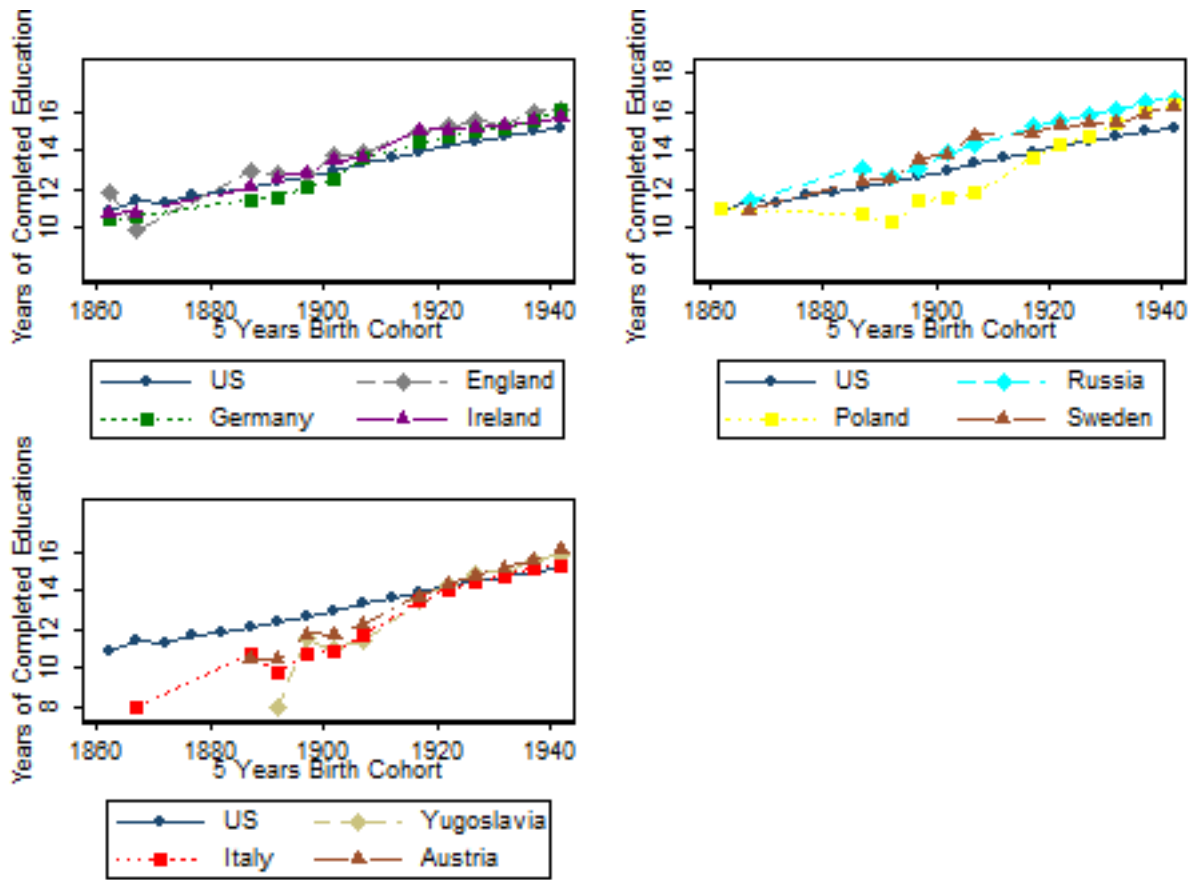 Years of Completed Education
16
14
12
10
1860 1880 1900 1920 1940
5 Years Birth Cohort
US England
Germany Ireland
Years of Completed Education
18
16
14
12
10
1860 1880 1900 1920 1940
5 Years Birth Cohort
US Russia
Poland Sweden
Years of Completed Educations
16
14
12
10
8
1860 1880 1900 1920 1940
5 Years Birth Cohort
US Yugoslavia
Italy Austria